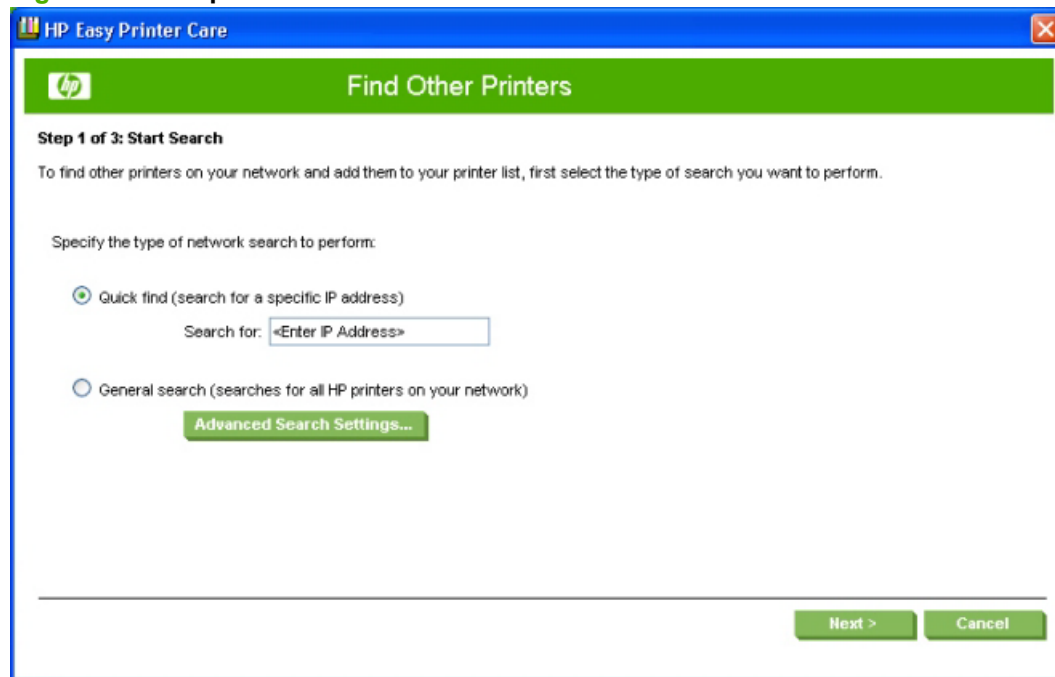 HP Easy Printer Care
hp
Find Other Printers
Step 1 of 3: Start Search
To find other printers on your network and add them to your printer list, first select the type of search you want to perform.
Specify the type of network search to perform:
Quick find (search for a specific IP address)
Search for: <Enter IP Address>
General search (searches for all HP printers on your network)
Advanced Search Settings...
Next >
Cancel